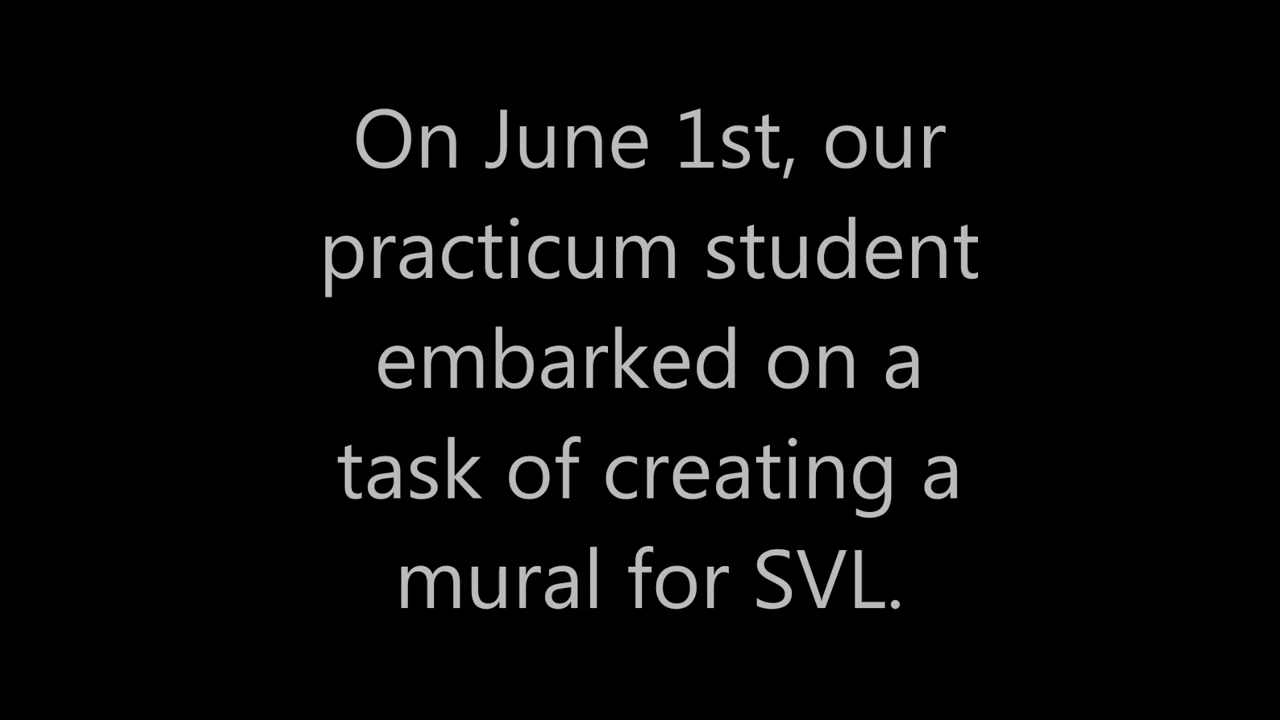 On June 1st, our
practicum student
embarked on a
task of creating a
mural for SVL.